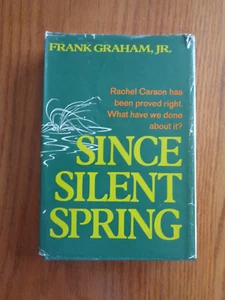 FRANK GRAHAM, JR.
Rachel Carson has
been proved right.
What have we done
about it?
SINCE
SILENT
SPRING